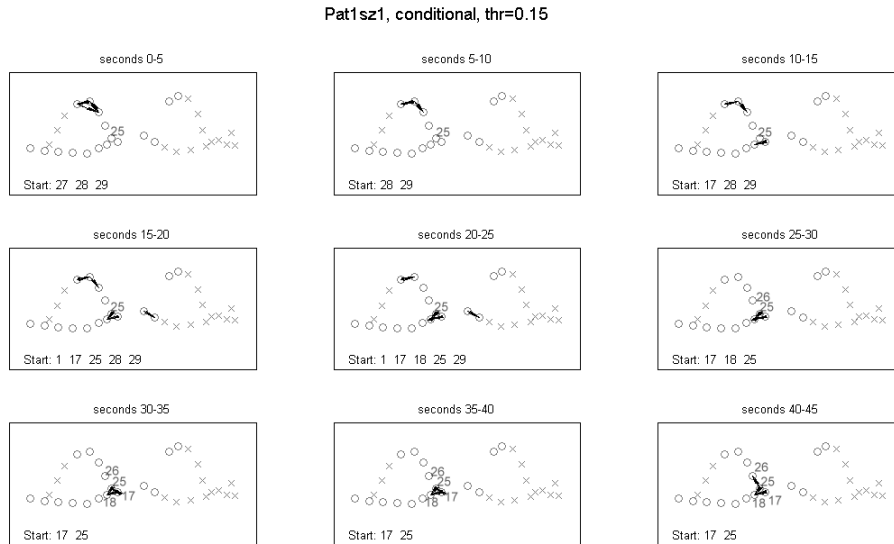 Pat1sz1, conditional, thr=0.15
seconds 0-5
25
Start: 27 28 29
seconds 5-10
25
Start: 28 29
seconds 10-15
25
Start: 17 28 29
seconds 15-20
25
Start: 1 17 25 28 29
seconds 20-25
25
Start: 1 17 18 25 29
seconds 25-30
26
25
Start: 17 18 25
seconds 30-35
26
25
17
18
Start: 17 25
seconds 35-40
26
25
17
18
Start: 17 25
seconds 40-45
26
25
18 17
Start: 17 25